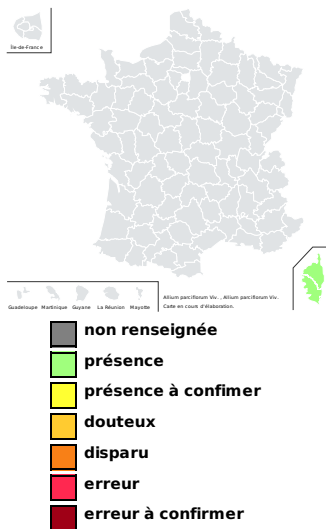 Île-de-France
Guadeloupe Martinique Guyane La Réunion Mayotte
Allium parciflorum Viv. , Allium parciflorum Viv.
Carte en cours d'élaboration.
non renseignée
présence
présence à confimer
douteux
disparu
erreur
erreur à confirmer